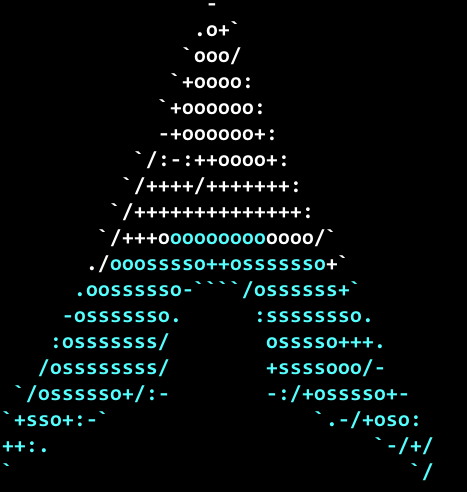 -
                .o+`
               `ooo/
              `+oooo:
             `+oooooo:
             -+oooooo+:
           `/:-:++oooo+:
          `/++++/+++++++:
         `/++++++++++++++:
        `/+++ooooooooooooo/`
       ./ooosssso++osssssso+`
      .oossssso-````/ossssss+`
     -osssssso.      :ssssssso.
    :osssssss/        osssso+++.
   /ossssssss/        +ssssooo/-
 `/ossssso+/:-        -:/+osssso+-
`+sso+:-`                 `.-/+oso:
++:.                           `-/+/
`                                 `/